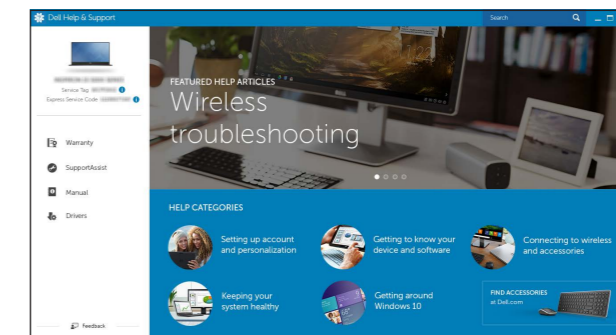 Dell Help & Support
Search
Service Tag
Express Service Code
Warranty
SupportAssist
Manual
Drivers
Feedback
FEATURED HELP ARTICLES
Wireless
troubleshooting
HELP CATEGORIES
Setting up account
and personalization
Getting to know your
device and software
Connecting to wireless
and accessories
Keeping your
system healthy
Getting around
Windows 10
FIND ACCESSORIES
at Dell.com